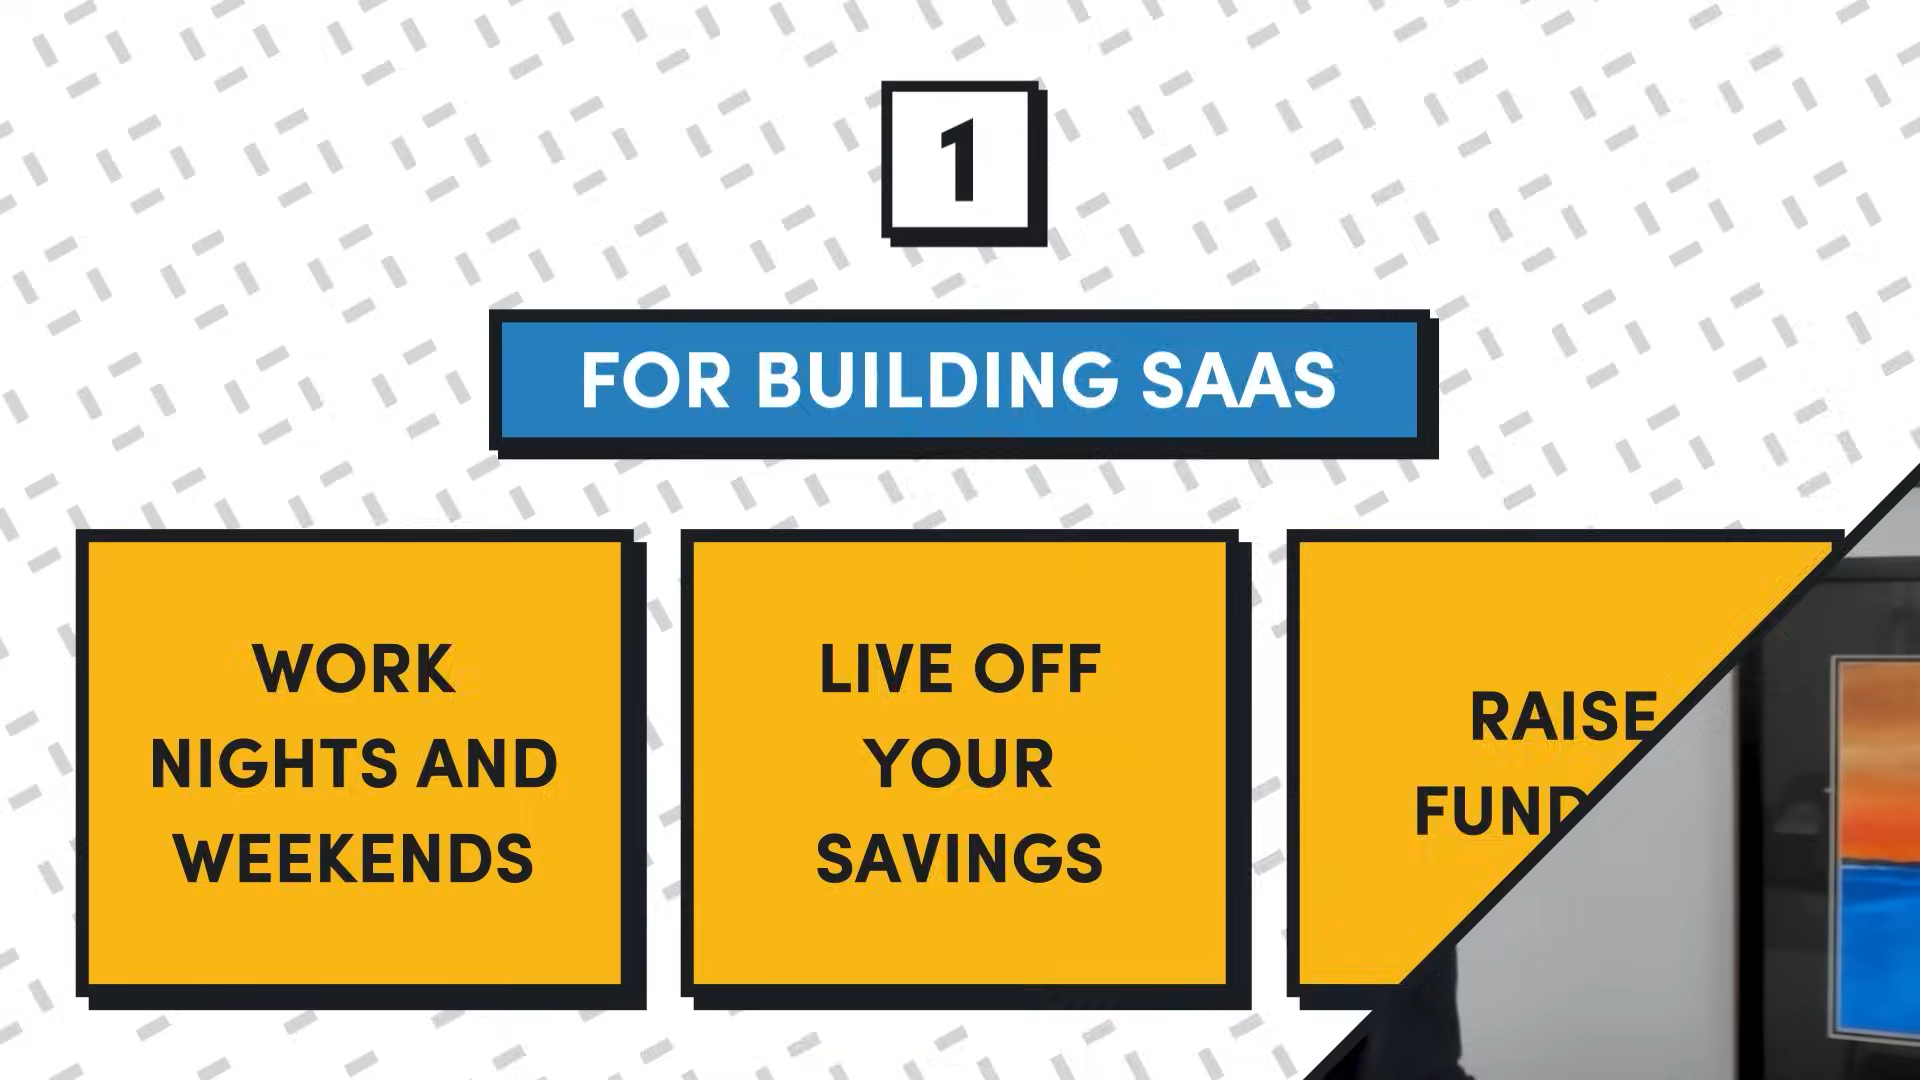 1
FOR BUILDING SAAS
WORK
NIGHTS AND
WEEKENDS
LIVE OFF
YOUR
SAVINGS
RAISE